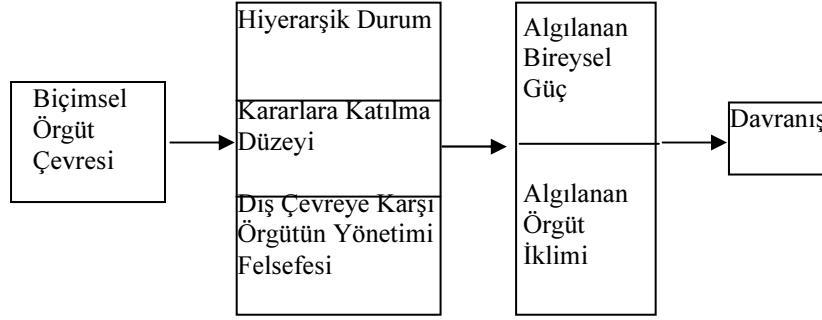 Biçimsel
Örgüt
Çevresi
Hiyerarşik Durum
Kararlara Katılma
Düzeyi
Dış Çevreye Karşı
Örgütün Yönetimi
Felsefesi
Algılanan
Bireysel
Güç
Algılanan
Örgüt
İklimi
Davranış